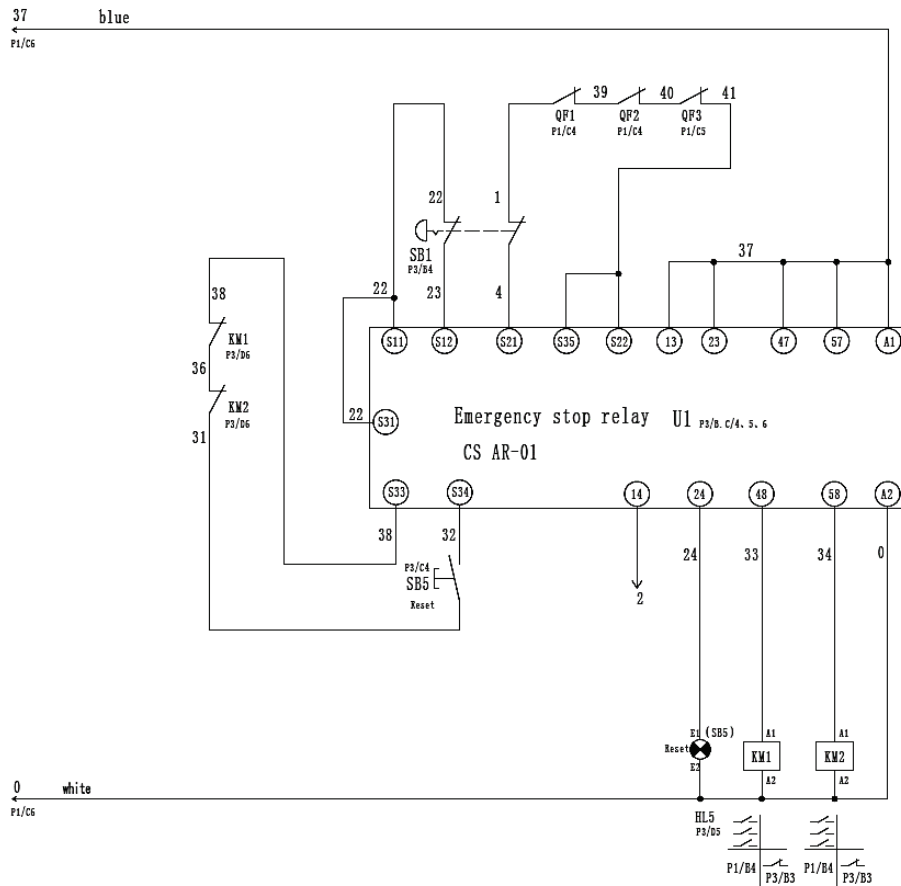 37 blue
P1/C6
39 40 41
QF1 QF2 QF3
P1/C4 P1/C4 P1/C5
22 1
SB1
P3/B4
37
38 22 23 4
S11 S12 S21 S35 S22 13 23 47 57 A1
KM1
P3/D6
36
KM2
P3/D6
31
22 S31
Emergency stop relay U1 P3/B.C/4、5、6
CS AR-01
S33 S34 14 24 48 58 A2
38 32 24 33 34 0
P3/C4
SB5
Reset
2
E1 (SB5) A1 A1
Reset KM1 KM2
E2 A2 A2
0 white
P1/C6
HL5
P3/D5
P1/B4 P3/B3 P1/B4 P3/B3